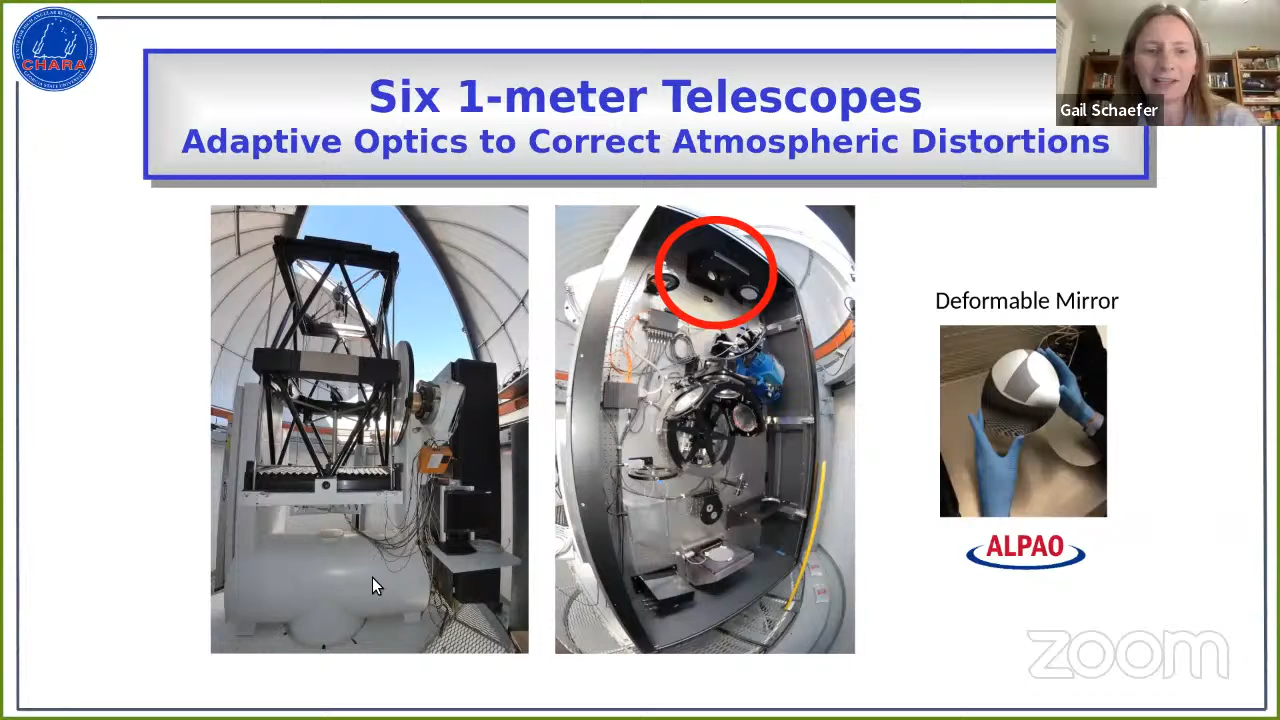 CHARA
Six 1-meter Telescopes
Adaptive Optics to Correct Atmospheric Distortions
Gail Schaefer
Deformable Mirror
ALPAO
zoom